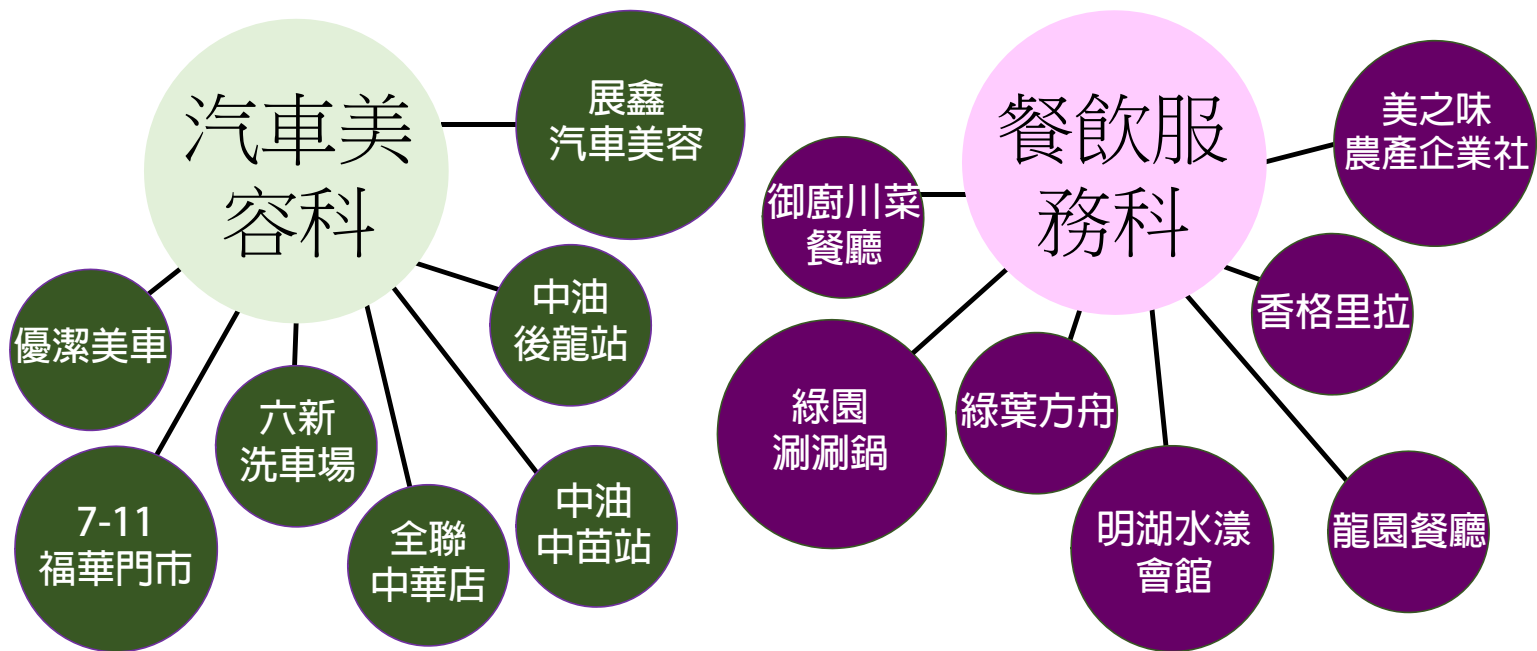 汽車美
容科
展鑫
汽車美容
中油
後龍站
優潔美車
六新
洗車場
7-11
福華門市
全聯
中華店
中油
中苗站
餐飲服
務科
美之味
農產企業社
御廚川菜
餐廳
香格里拉
綠園
涮涮鍋
綠葉方舟
明湖水漾
會館
龍園餐廳